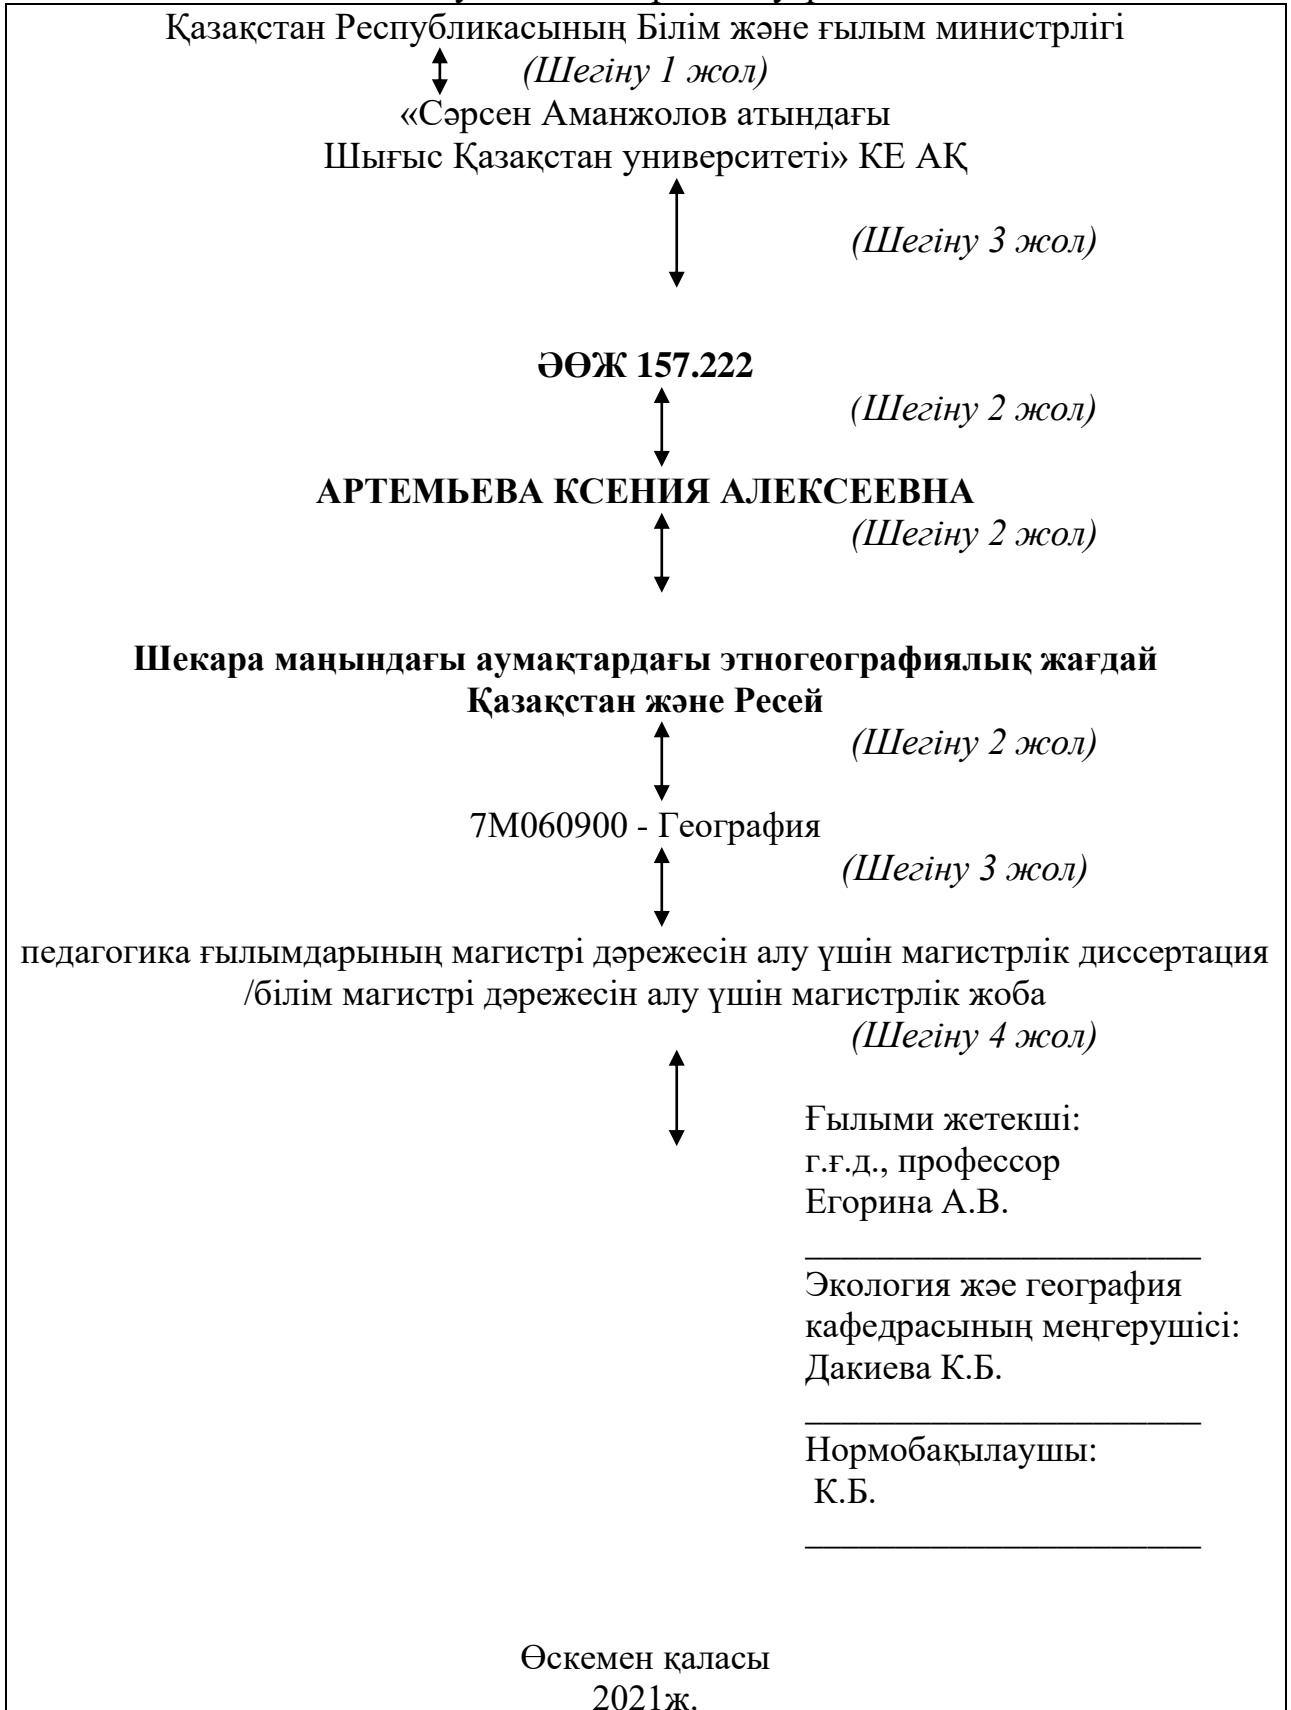 Қазақстан Республикасының Білім және ғылым министрлігі
(Шегіну 1 жол)
«Сәрсен Аманжолов атындағы
Шығыс Қазақстан университеті» КЕ АҚ
(Шегіну 3 жол)
ӘӨЖ 157.222
(Шегіну 2 жол)
АРТЕМЬЕВА КСЕНИЯ АЛЕКСЕЕВНА
(Шегіну 2 жол)
Шекара маңындағы аумақтардағы этногеографиялық жағдай
Қазақстан және Ресей
(Шегіну 2 жол)
7М060900 - География
(Шегіну 3 жол)
педагогика ғылымдарының магистрі дәрежесін алу үшін магистрлік диссертация
/білім магистрі дәрежесін алу үшін магистрлік жоба
(Шегіну 4 жол)
Ғылыми жетекші:
г.ғ.д., профессор
Егорина А.В.
______________________
Экология жәе география
кафедрасының меңгерушісі:
Дакиева К.Б.
______________________
Нормобақылаушы:
К.Б.
______________________
Өскемен қаласы
2021ж.